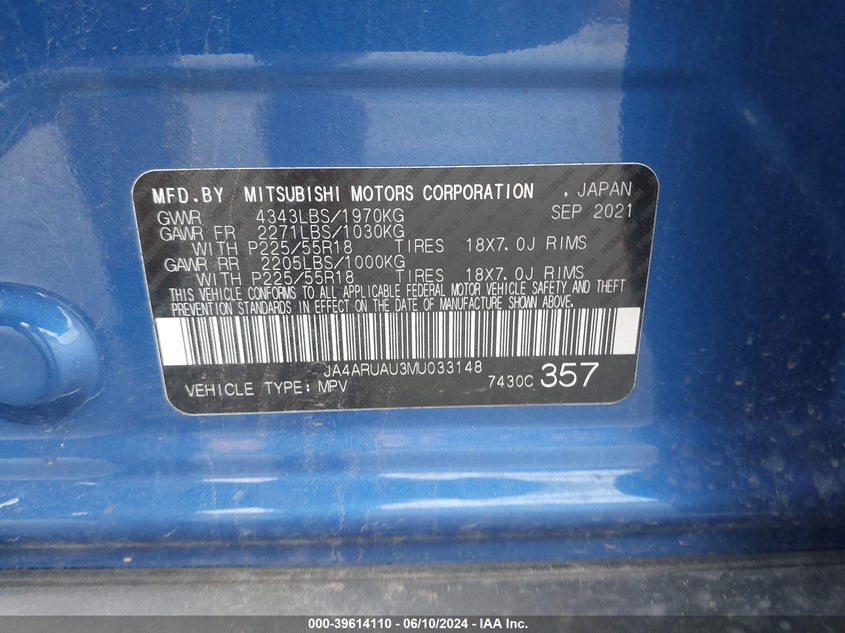 MFD.BY MITSUBISHI MOTORS CORPORATION , JAPAN
GVWR 4343LBS/1970KG SEP 2021
GAWR FR 2271LBS/1030KG
WITH P225/55R18 TIRES 18X7.0J RIMS
GAWR RR 2205LBS/1000KG
WITH P225/55R18 TIRES 18X7.0J RIMS
THIS VEHICLE CONFORMS TO ALL APPLICABLE FEDERAL MOTOR VEHICLE SAFETY AND THEFT
PREVENTION STANDARDS IN EFFECT ON THE DATE OF MANUFACTURE SHOWN ABOVE.
JA4ARUAU3MU033148
VEHICLE TYPE: MPV 7430C 357
000-39614110 - 06/10/2024 - IAA Inc.